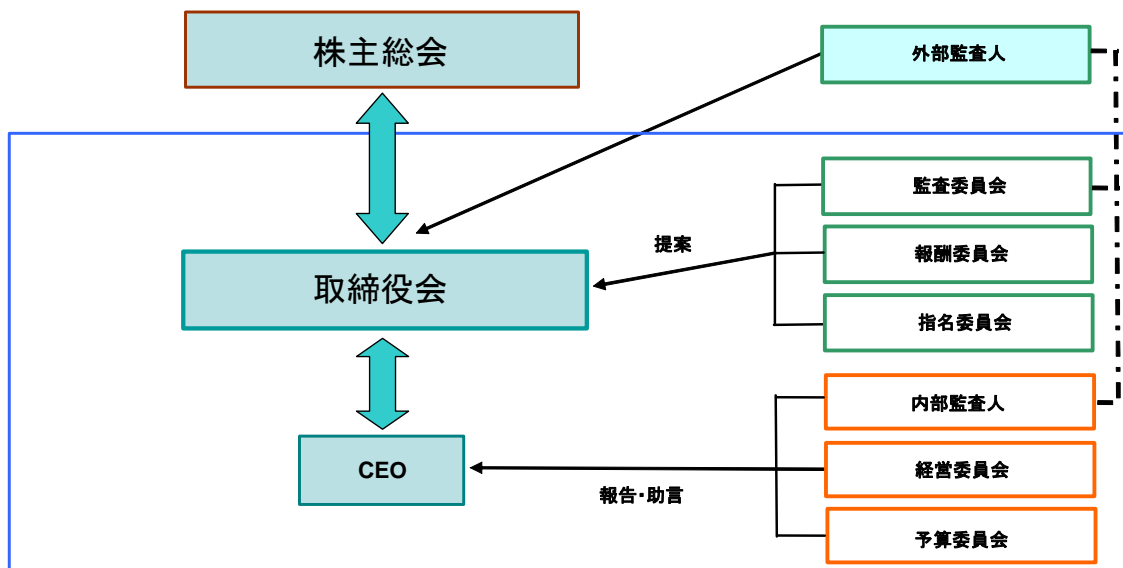 株主総会
外部監査人
監査委員会
提案
報酬委員会
取締役会
指名委員会
内部監査人
CEO
経営委員会
報告・助言
予算委員会